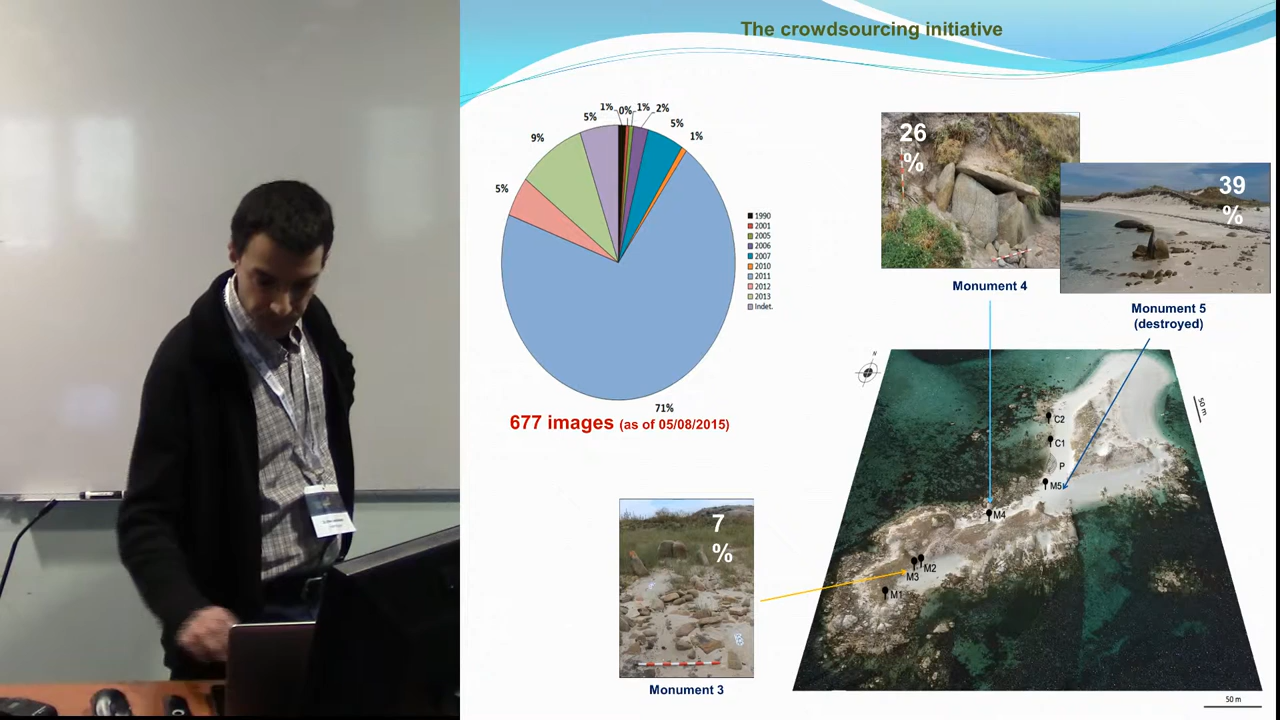 The crowdsourcing initiative
1%
0%
1%
2%
5%
1%
9%
5%
5%
71%
1990
2001
2005
2006
2007
2010
2011
2012
2013
Indet.
677 images (as of 05/08/2015)
26
%
39
%
Monument 4
Monument 5
(destroyed)
N
50 m
C2
C1
P
M5
M4
M2
M3
M1
50 m
7
%
Monument 3